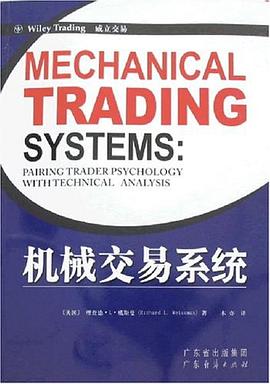 Wiley Trading 威立交易
MECHANICAL
TRADING
SYSTEMS:
PAIRING TRADER PSYCHOLOGY
WITH TECHNICAL ANALYSIS
机械交易系统
(美国) 理查德·L·威斯曼 (Richard L. Weissman) 著 木亦 译
广东省出版集团
广东经济出版社